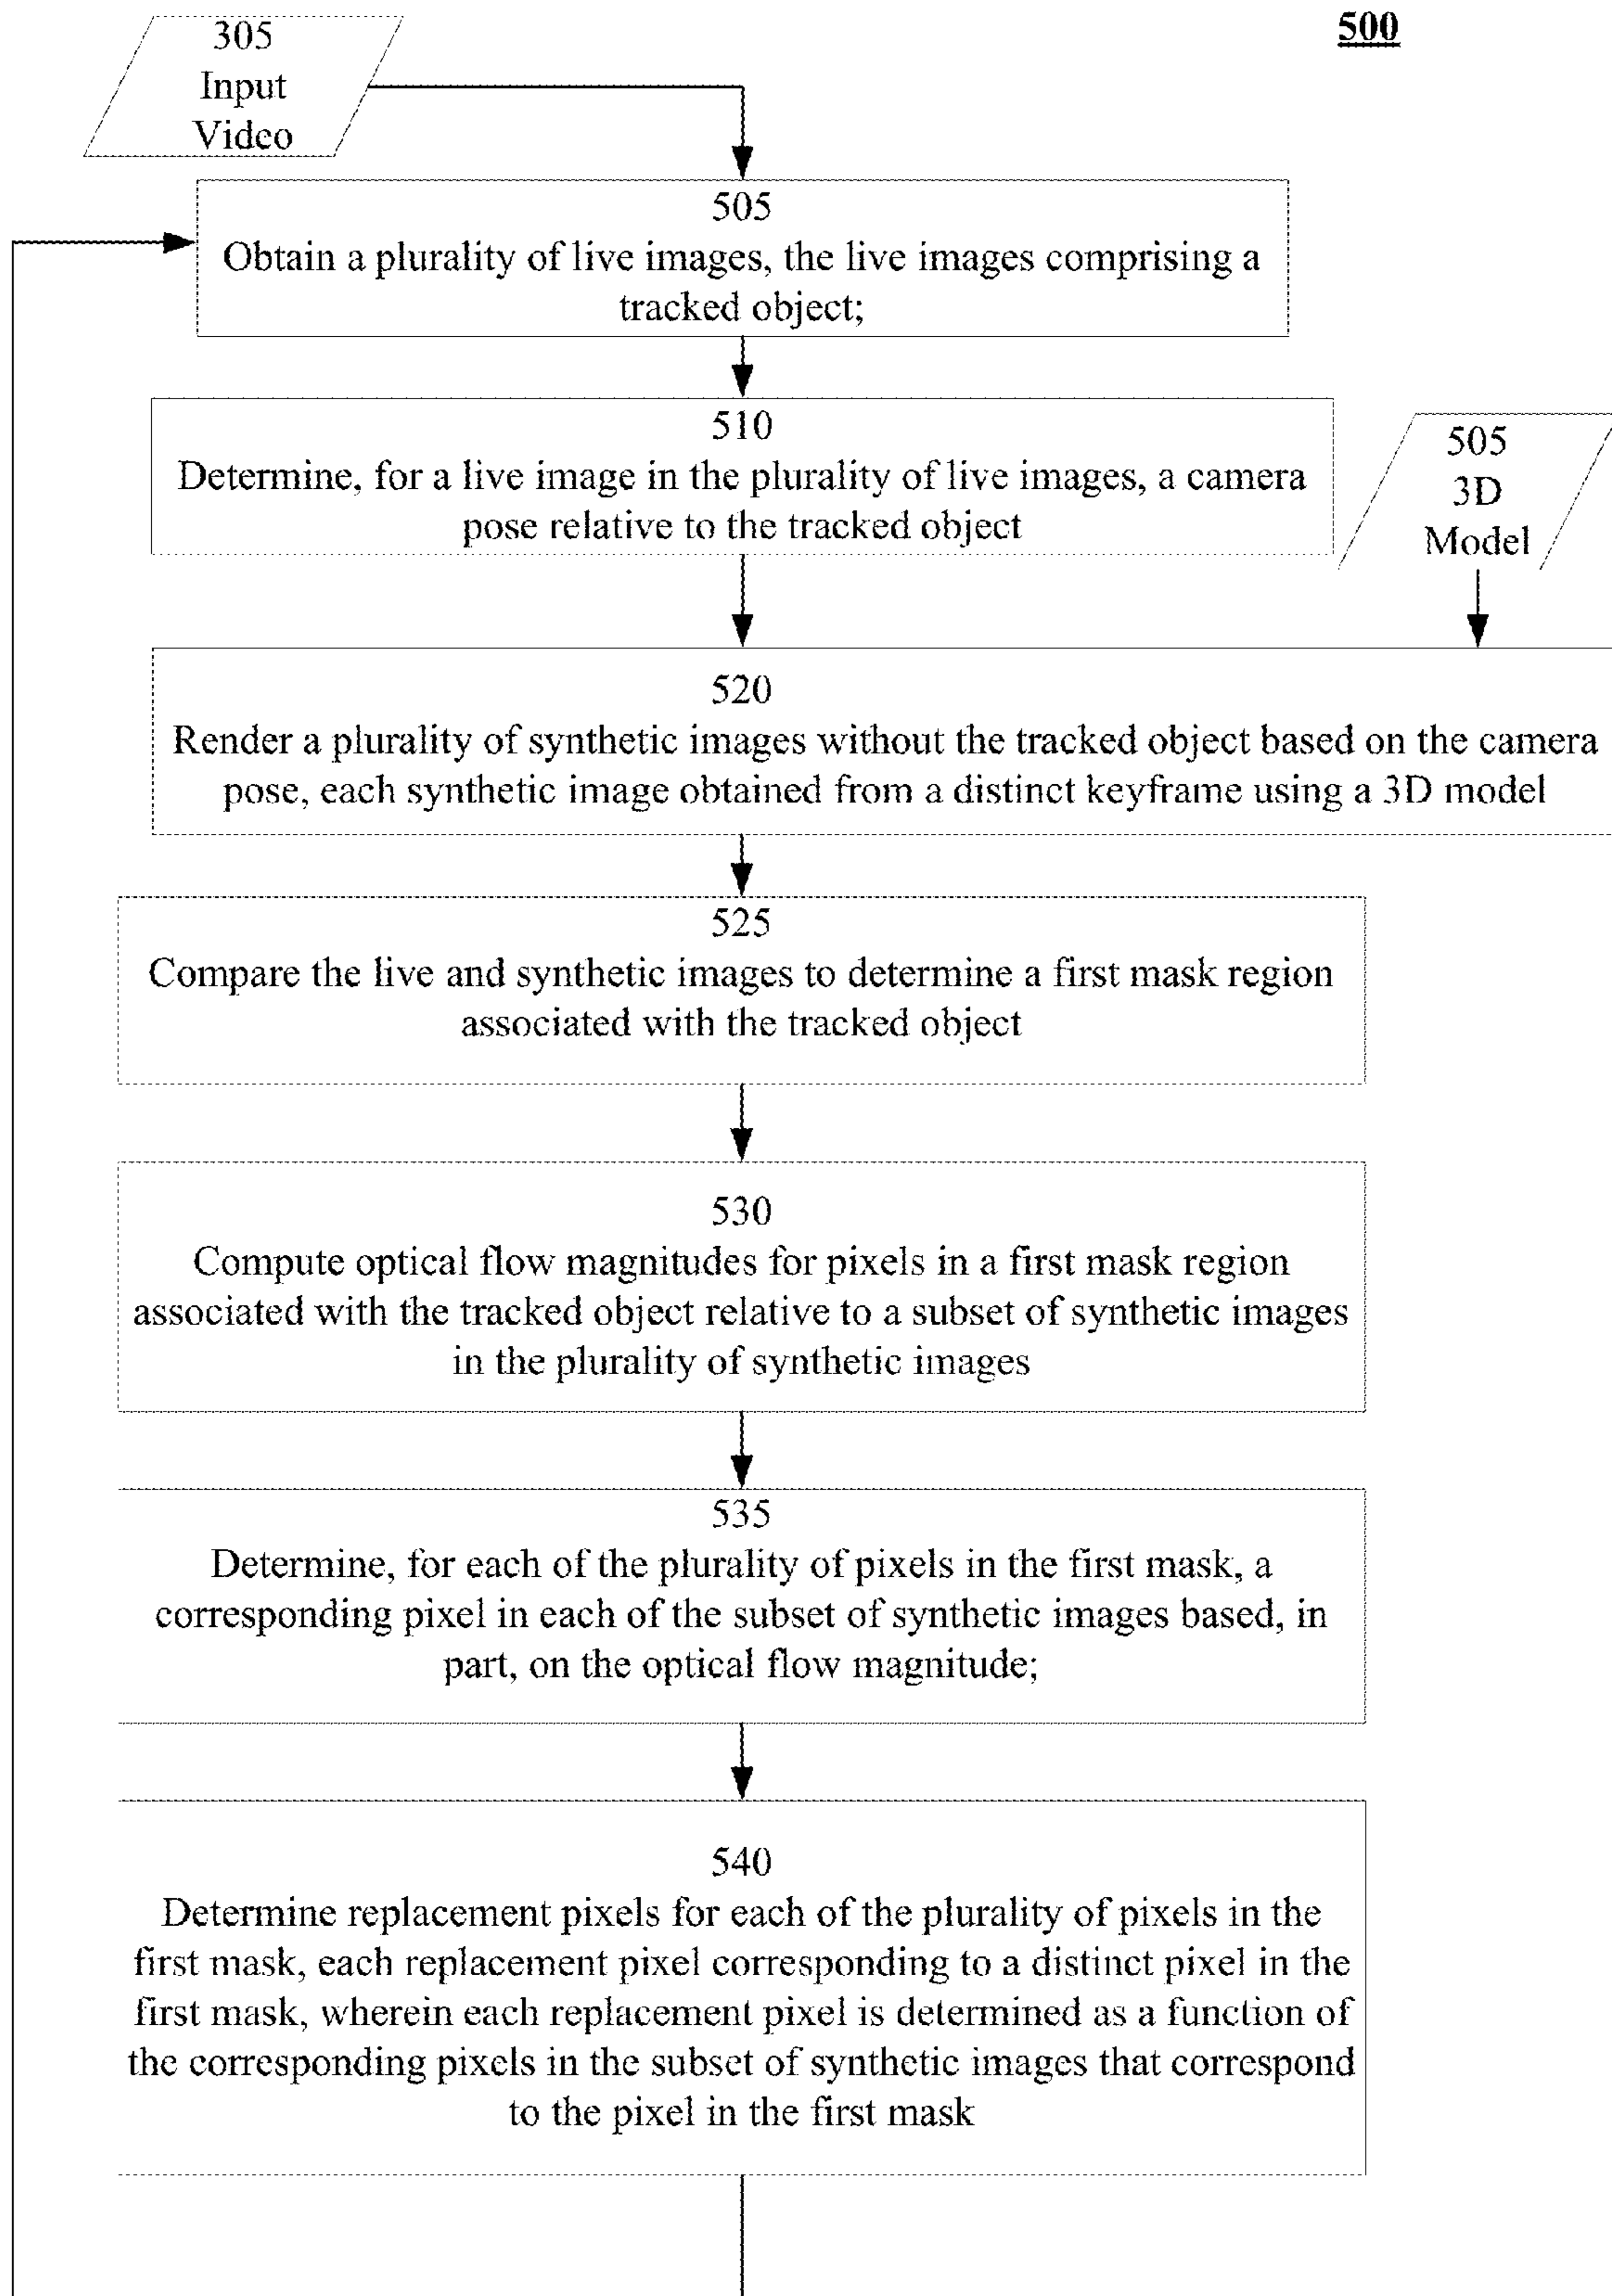 500
305
Input
Video
505
Obtain a plurality of live images, the live images comprising a
tracked object;
510
Determine, for a live image in the plurality of live images, a camera
pose relative to the tracked object
505
3D
Model
520
Render a plurality of synthetic images without the tracked object based on the camera
pose, each synthetic image obtained from a distinct keyframe using a 3D model
525
Compare the live and synthetic images to determine a first mask region
associated with the tracked object
530
Compute optical flow magnitudes for pixels in a first mask region
associated with the tracked object relative to a subset of synthetic images
in the plurality of synthetic images
535
Determine, for each of the plurality of pixels in the first mask, a
corresponding pixel in each of the subset of synthetic images based, in
part, on the optical flow magnitude;
540
Determine replacement pixels for each of the plurality of pixels in the
first mask, each replacement pixel corresponding to a distinct pixel in the
first mask, wherein each replacement pixel is determined as a function of
the corresponding pixels in the subset of synthetic images that correspond
to the pixel in the first mask